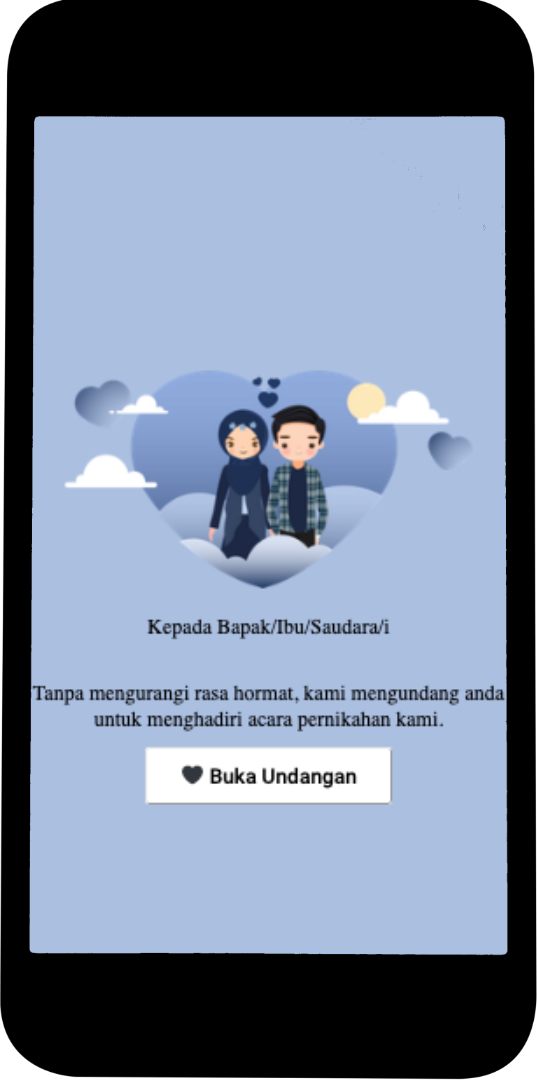 Kepada Bapak/Ibu/Saudara/i
Tanpa mengurangi rasa hormat, kami mengundang anda
untuk menghadiri acara pernikahan kami.
Buka Undangan